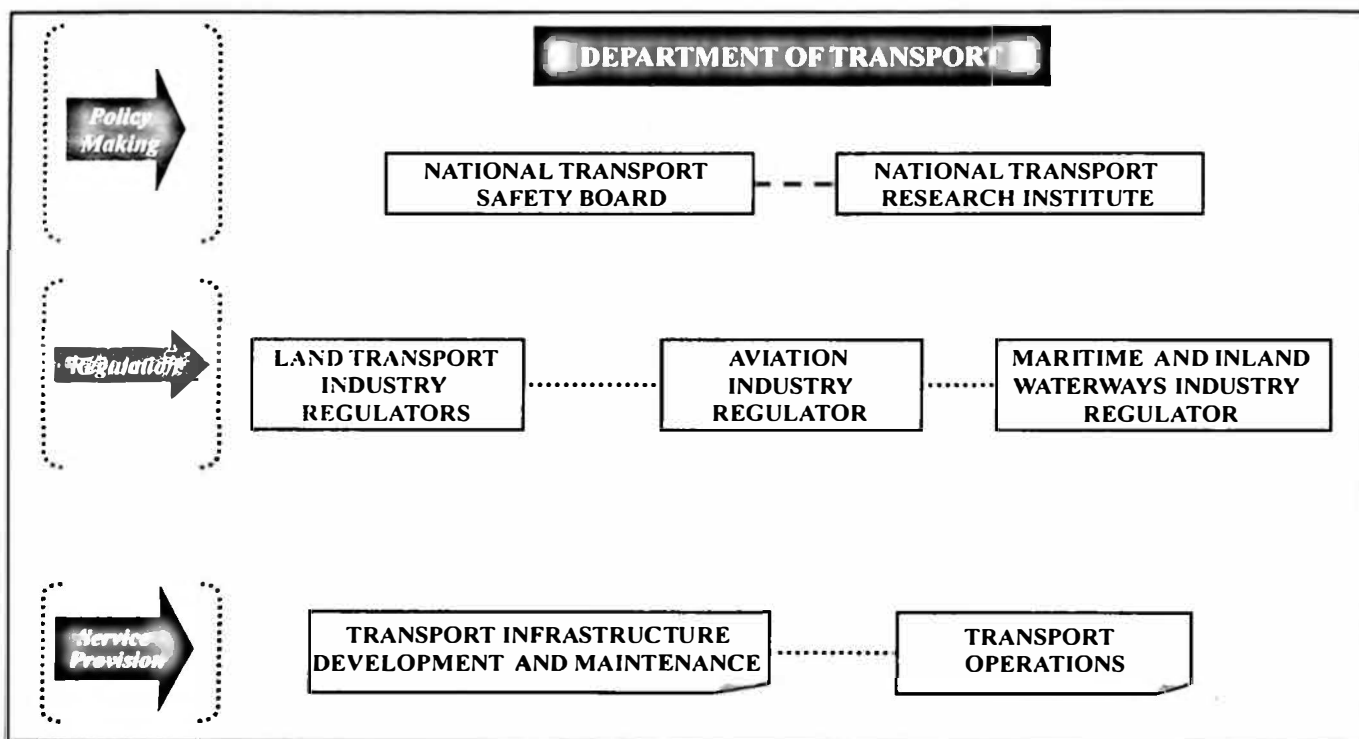 DEPARTMENT OF TRANSPORT
Policy
Making
NATIONAL TRANSPORT
SAFETY BOARD
NATIONAL TRANSPORT
RESEARCH INSTITUTE
Regulation
LAND TRANSPORT
INDUSTRY
REGULATORS
AVIATION
INDUSTRY
REGULATOR
MARITIME AND INLAND
WATERWAYS INDUSTRY
REGULATOR
Service
Provision
TRANSPORT INFRASTRUCTURE
DEVELOPMENT AND MAINTENANCE
TRANSPORT
OPERATIONS